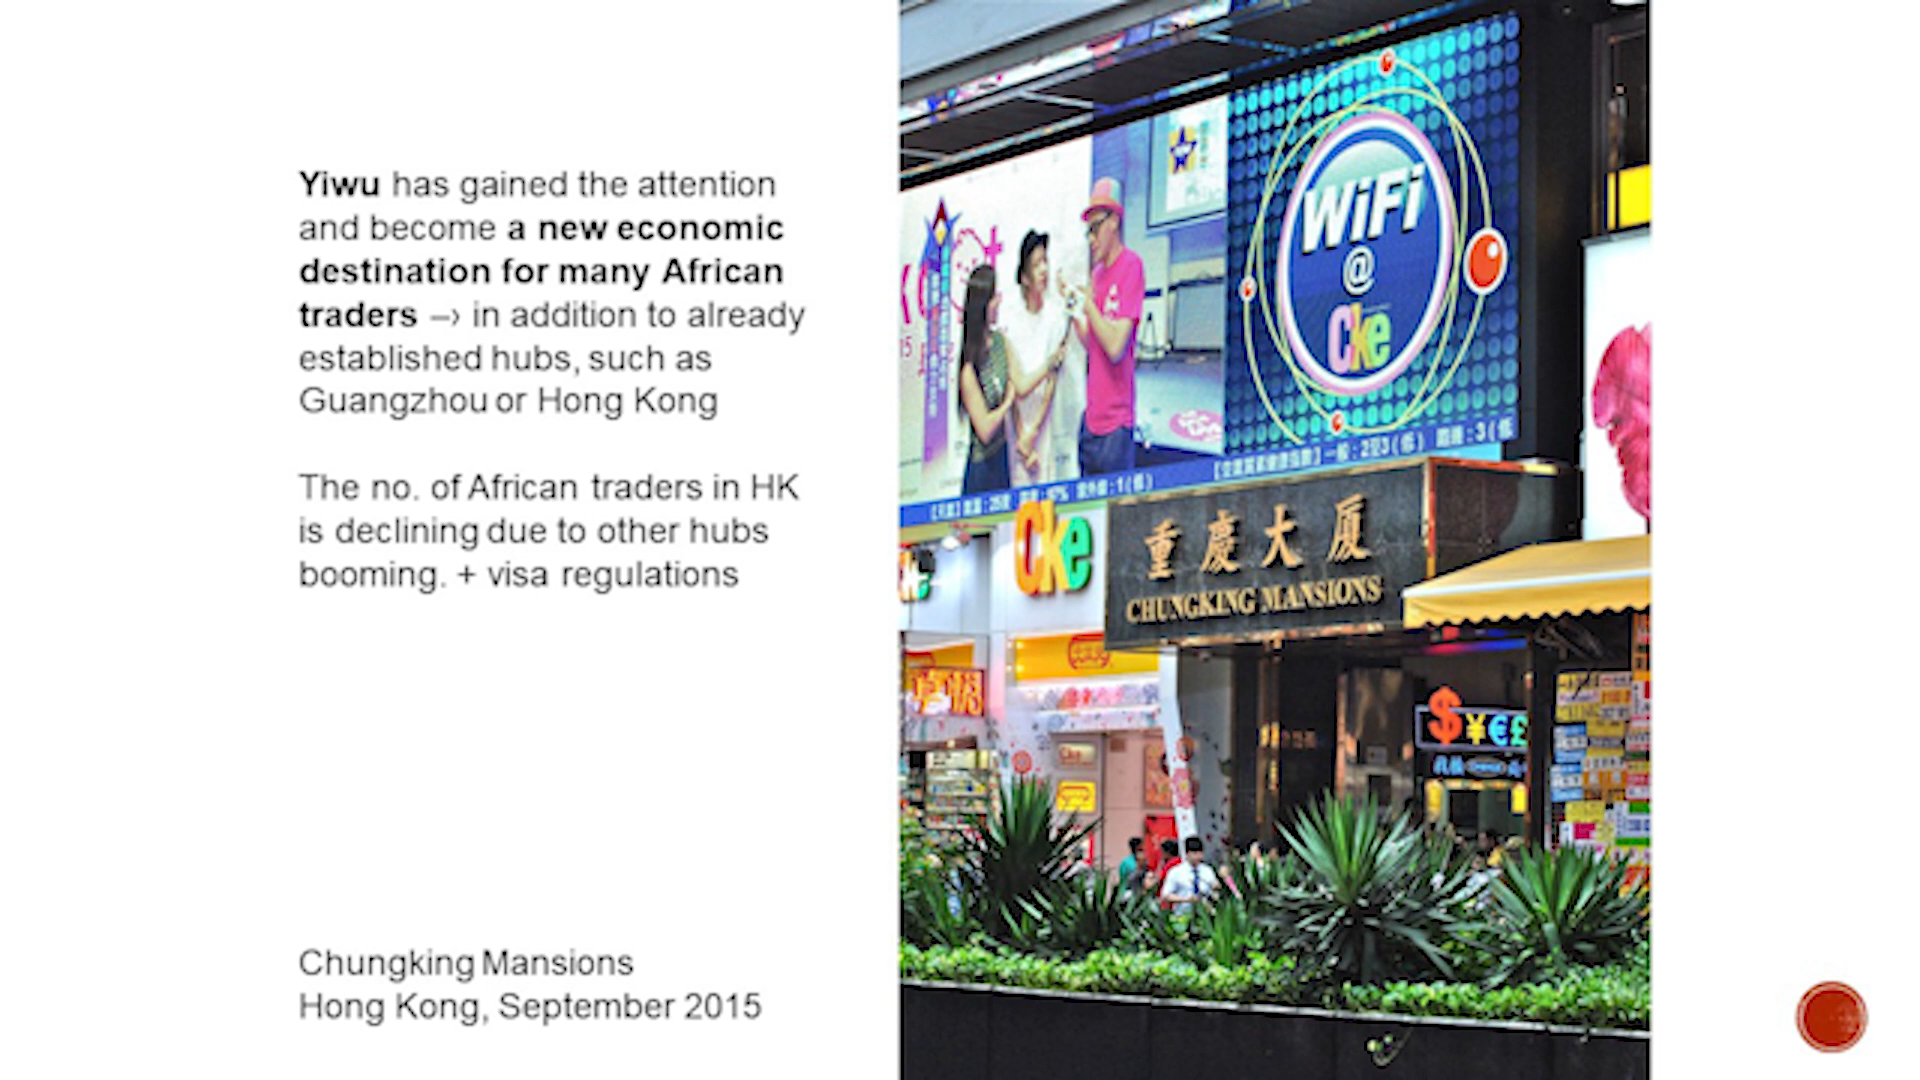 Yiwu has gained the attention
and become a new economic
destination for many African
traders –› in addition to already
established hubs, such as
Guangzhou or Hong Kong
The no. of African traders in HK
is declining due to other hubs
booming. + visa regulations
Chungking Mansions
Hong Kong, September 2015
WiFi
@
Cke
Cke
重慶大厦
CHUNGKING MANSIONS
$ ¥ € £